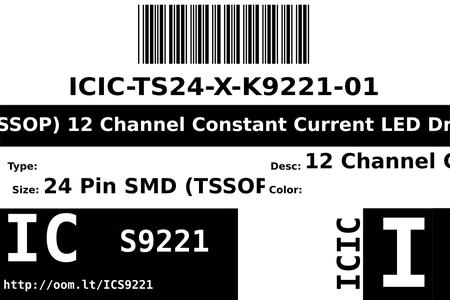 ICIC-TS24-X-K9221-01
SSOP) 12 Channel Constant Current LED Dr
Type:
Desc: 12 Channel C
Size: 24 Pin SMD (TSSOP
Color:
IC
S9221
http://oom.lt/ICS9221
ICIC
I